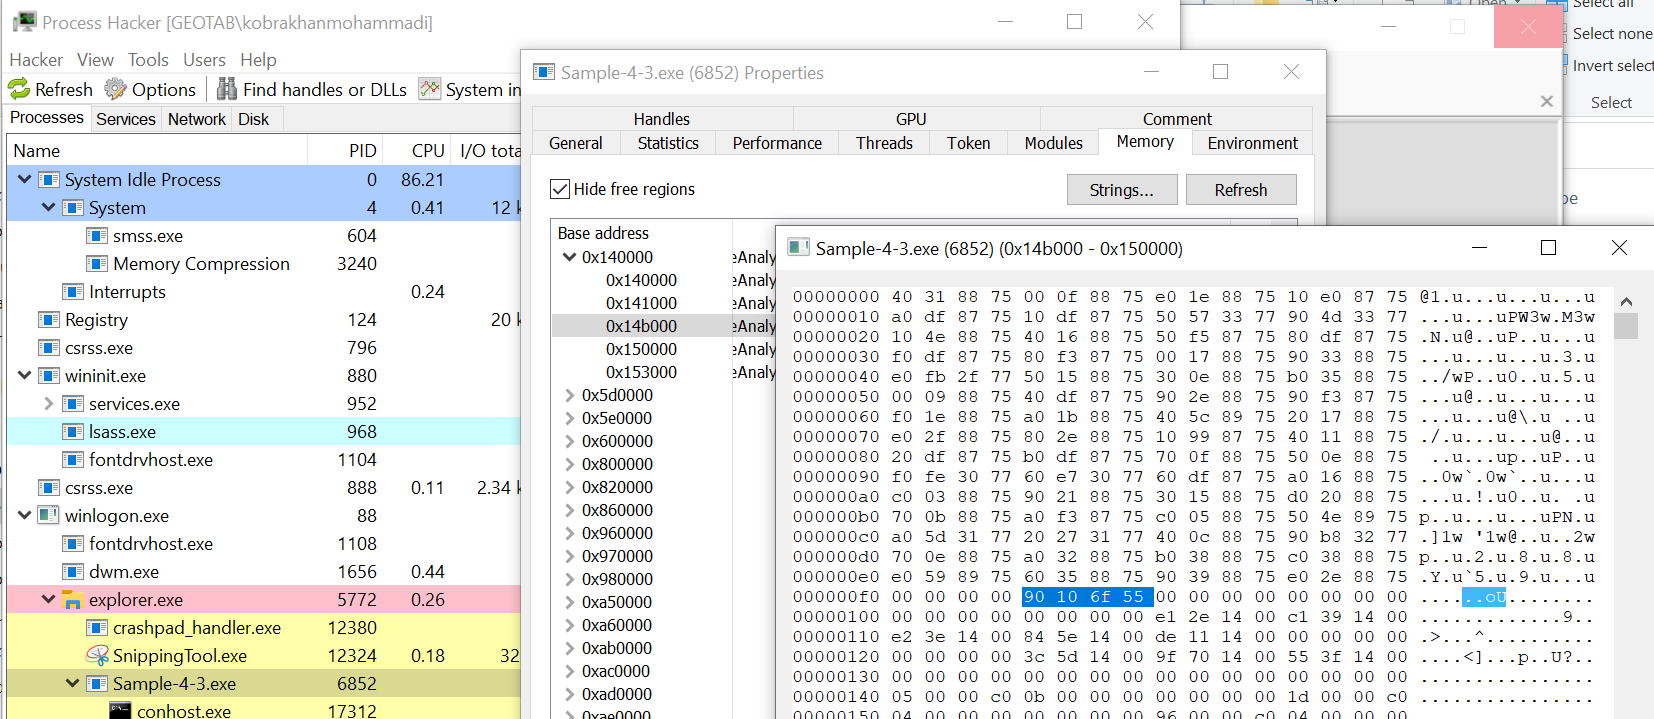 Process Hacker [GEOTAB\kobrakhanmohammadi]
Hacker View Tools Users Help
Refresh Options Find handles or DLLs System in
Processes Services Network Disk
Name PID CPU I/O tota
System Idle Process 0 86.21
System 4 0.41 12 k
smss.exe 604
Memory Compression 3240
Interrupts 0.24
Registry 124 20 k
csrss.exe 796
wininit.exe 880
services.exe 952
lsass.exe 968
fontdrvhost.exe 1104
csrss.exe 888 0.11 2.34 k
winlogon.exe 88
fontdrvhost.exe 1108
dwm.exe 1656 0.44
explorer.exe 5772 0.26
crashpad_handler.exe 12380
SnippingTool.exe 12324 0.18 32
Sample-4-3.exe 6852
conhost.exe 17312
Sample-4-3.exe (6852) Properties
Handles GPU Comment
General Statistics Performance Threads Token Modules Memory Environment
Hide free regions Strings... Refresh
Base address
0x140000 eAnaly
0x140000 eAnaly
0x141000 eAnaly
0x14b000 eAnaly
0x150000 eAnaly
0x153000 eAnaly
0x5d0000
0x5e0000
0x600000
0x800000
0x820000
0x860000
0x960000
0x970000
0x980000
0xa50000
0xa60000
0xab0000
0xac0000
0xad0000
0xae0000
Sample-4-3.exe (6852) (0x14b000 - 0x150000)
00000000 40 31 88 75 00 0f 88 75 e0 1e 88 75 10 e0 87 75 @1.u...u...u...u
00000010 a0 df 87 75 10 df 87 75 50 57 33 77 90 4d 33 77 ...u...uPW3w.M3w
00000020 10 4e 88 75 40 16 88 75 50 f5 87 75 80 df 87 75 .N.u@..uP..u...u
00000030 f0 df 87 75 80 f3 87 75 00 17 88 75 90 33 88 75 ...u...u...u.3.u
00000040 e0 fb 2f 77 50 15 88 75 30 0e 88 75 b0 35 88 75 ../wP..u0..u.5.u
00000050 00 09 88 75 40 df 87 75 90 2e 88 75 90 f3 87 75 ...u@..u...u...u
00000060 f0 1e 88 75 a0 1b 88 75 40 5c 89 75 20 17 88 75 ...u...u@\.u ..u
00000070 e0 2f 88 75 80 2e 88 75 10 99 87 75 40 11 88 75 ./.u...u...u@..u
00000080 20 df 87 75 b0 df 87 75 70 0f 88 75 50 0e 88 75 ..u...up..uP..u
00000090 f0 fe 30 77 60 e7 30 77 60 df 87 75 a0 16 88 75 ..0w`.0w`..u...u
000000a0 c0 03 88 75 90 21 88 75 30 15 88 75 d0 20 88 75 ...u.!.u0..u. .u
000000b0 70 0b 88 75 a0 f3 87 75 c0 05 88 75 50 4e 89 75 p..u...u...uPN.u
000000c0 a0 5d 31 77 20 27 31 77 40 0c 88 75 90 b8 32 77 .]1w '1w@..u..2w
000000d0 70 0e 88 75 a0 32 88 75 b0 38 88 75 c0 38 88 75 p..u.2.u.8.u.8.u
000000e0 e0 59 89 75 60 35 88 75 90 39 88 75 e0 2e 88 75 .Y.u`5.u.9.u...u
000000f0 00 00 00 00 90 10 6f 55 00 00 00 00 00 00 00 00 ......oU........
00000100 00 00 00 00 00 00 00 00 e1 2e 14 00 c1 39 14 00 .............9..
00000110 e2 3e 14 00 84 5e 14 00 de 11 14 00 00 00 00 00 .>...^..........
00000120 00 00 00 00 3c 5d 14 00 9f 70 14 00 55 3f 14 00 ....<]...p..U?..
00000130 00 00 00 00 00 00 00 00 00 00 00 00 00 00 00 00 ................
00000140 05 00 00 c0 0b 00 00 00 00 00 00 00 1d 00 00 c0 ................
00000150 04 00 00 00 00 00 00 00 96 00 00 c0 04 00 00 00
Open
Select all
Select none
Invert select
Select